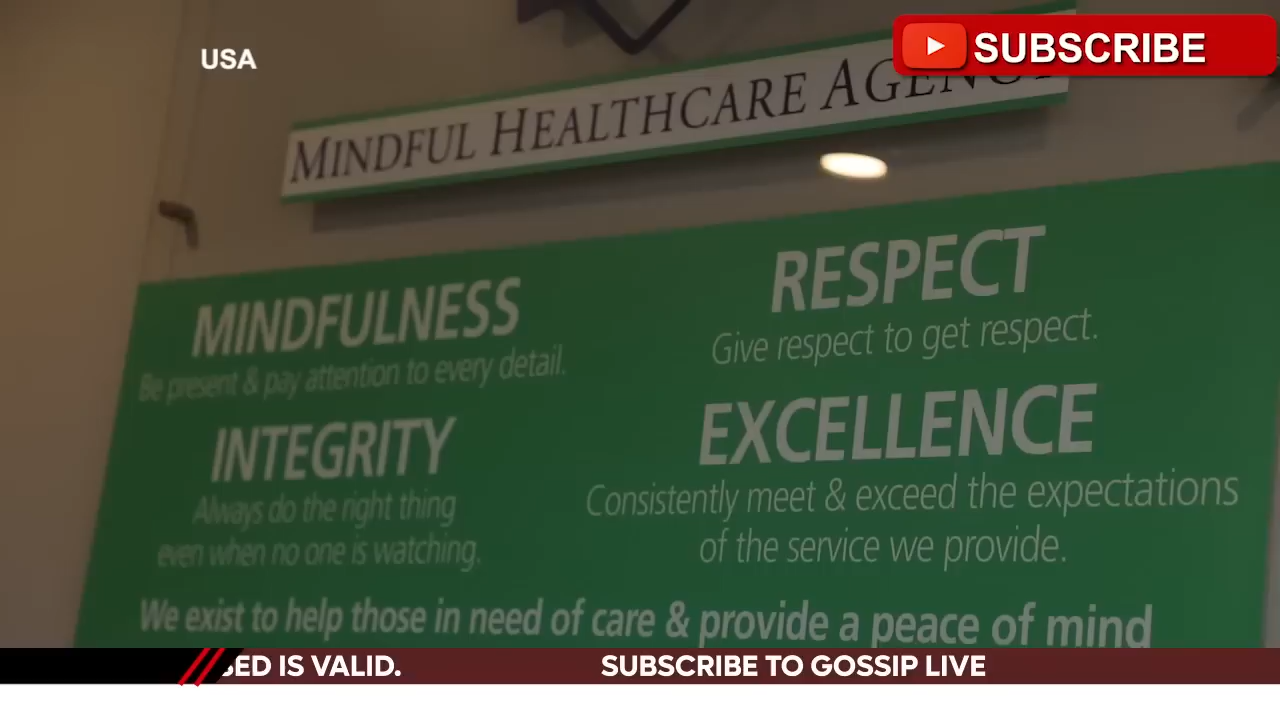 USA
SUBSCRIBE
MINDFUL HEALTHCARE AGENCY
MINDFULNESS
Be present & pay attention to every detail.
RESPECT
Give respect to get respect.
INTEGRITY
Always do the right thing
even when no one is watching.
EXCELLENCE
Consistently meet & exceed the expectations
of the service we provide.
We exist to help those in need of care & provide a peace of mind
IS VALID. SUBSCRIBE TO GOSSIP LIVE